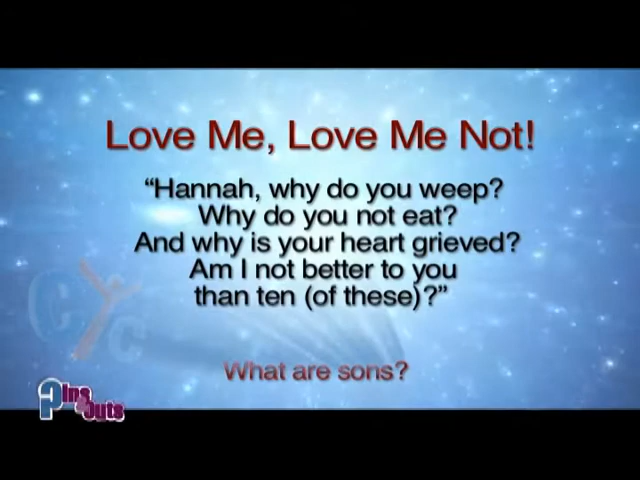 Love Me, Love Me Not!
“Hannah, why do you weep?
Why do you not eat?
And why is your heart grieved?
Am I not better to you
than ten (of these)?”
What are sons?
CYC
Ins
Outs